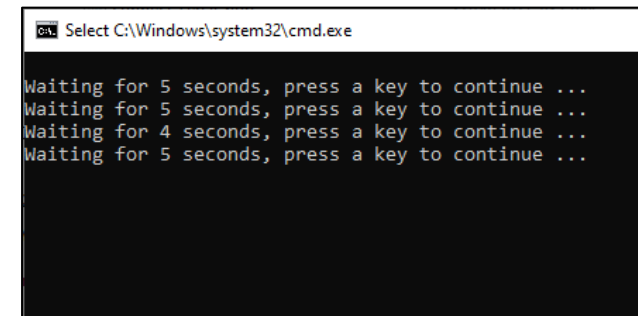 Select C:\Windows\system32\cmd.exe
Waiting for 5 seconds, press a key to continue ...
Waiting for 5 seconds, press a key to continue ...
Waiting for 4 seconds, press a key to continue ...
Waiting for 5 seconds, press a key to continue ...